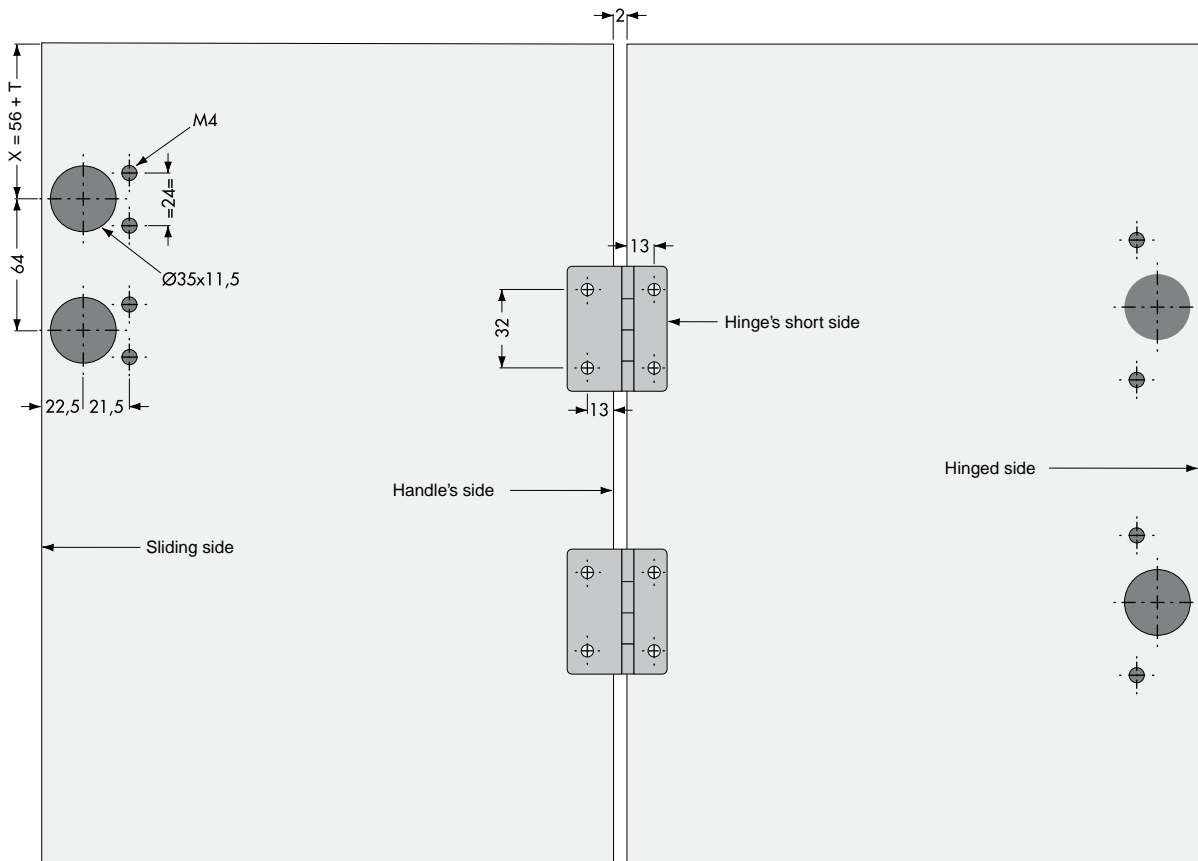 2
X = 56 + T
M4
=24=
64
Ø35x11,5
13
32
Hinge's short side
22,5
21,5
13
Hinged side
Handle's side
Sliding side